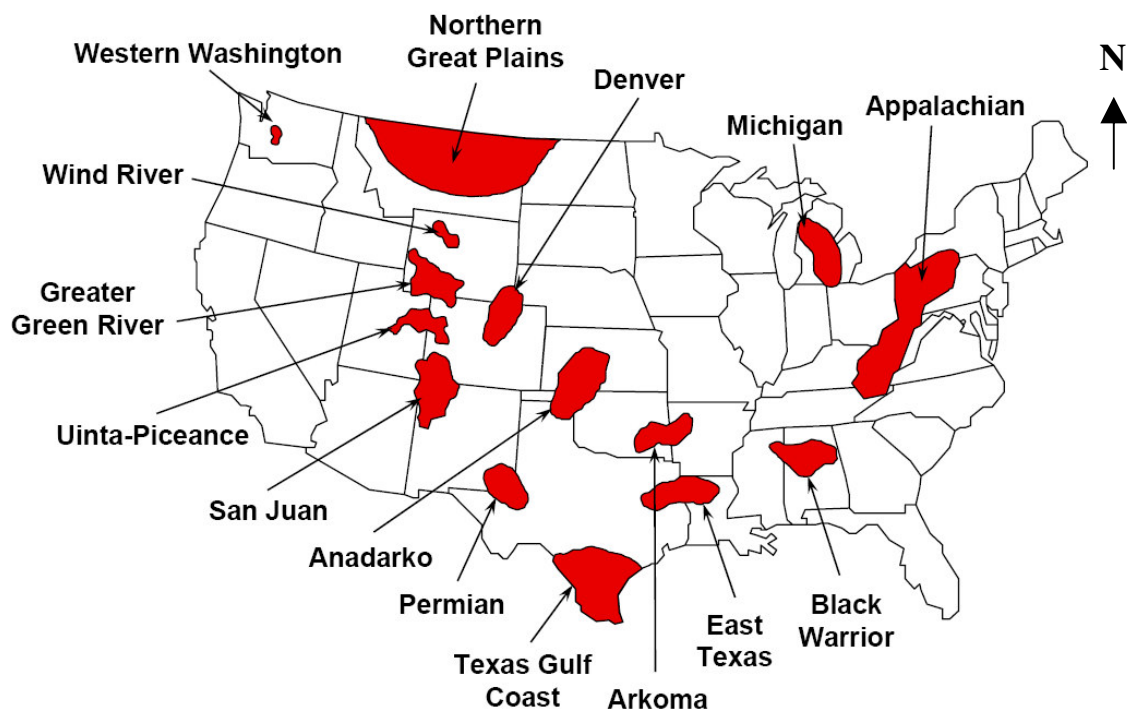 Northern
Great Plains
Western Washington
Denver
N
Appalachian
Michigan
Wind River
Greater
Green River
Uinta-Piceance
San Juan
Anadarko
Permian
Texas Gulf
Coast
Arkoma
East
Texas
Black
Warrior